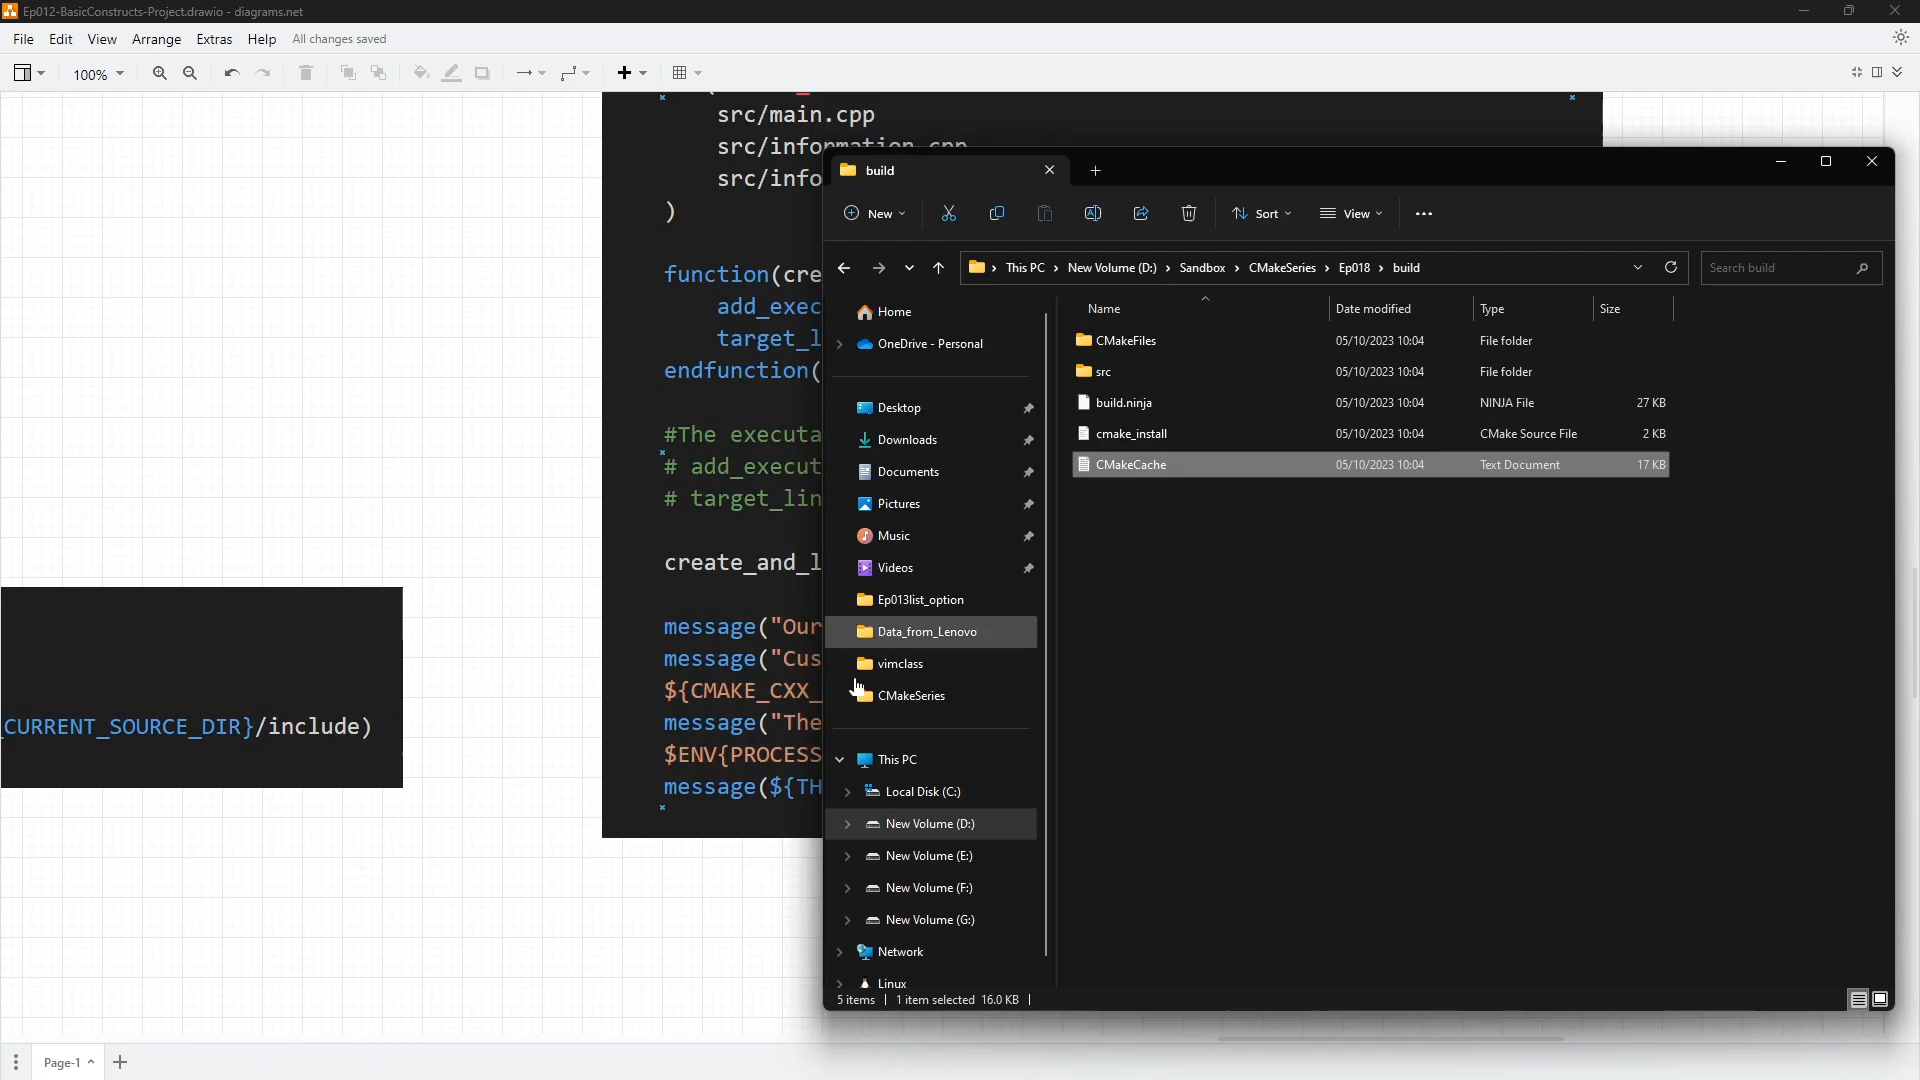 Ep012-BasicConstructs-Project.drawio - diagrams.net
File Edit View Arrange Extras Help All changes saved
100%
src/main.cpp
src/information.cpp
src/info
)
function(cre
add_exec
target_l
endfunction(
#The executa
# add_execut
# target_lin
create_and_l
message("Our
message("Cus
${CMAKE_CXX_
message("The
$ENV{PROCESS
message(${TH
_CURRENT_SOURCE_DIR}/include)
build
New Sort View
This PC New Volume (D:) Sandbox CMakeSeries Ep018 build Search build
Home
OneDrive - Personal
Desktop
Downloads
Documents
Pictures
Music
Videos
Ep013list_option
Data_from_Lenovo
vimclass
CMakeSeries
This PC
Local Disk (C:)
New Volume (D:)
New Volume (E:)
New Volume (F:)
New Volume (G:)
Network
Linux
Name Date modified Type Size
CMakeFiles 05/10/2023 10:04 File folder
src 05/10/2023 10:04 File folder
build.ninja 05/10/2023 10:04 NINJA File 27 KB
cmake_install 05/10/2023 10:04 CMake Source File 2 KB
CMakeCache 05/10/2023 10:04 Text Document 17 KB
5 items 1 item selected 16.0 KB
Page-1